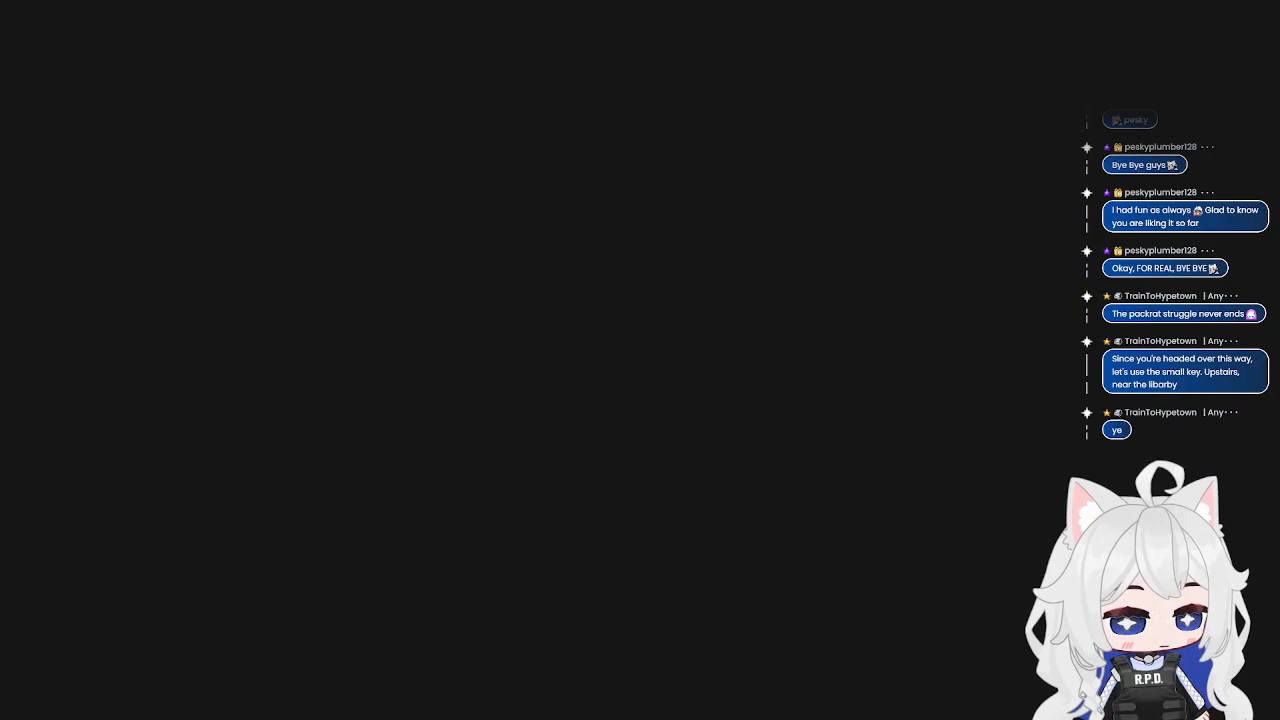 pesky
peskyplumber128 ···
Bye Bye guys
peskyplumber128 ···
I had fun as always Glad to know
you are liking it so far
peskyplumber128 ···
Okay, FOR REAL, BYE BYE
TrainToHypetown | Any···
The packrat struggle never ends
TrainToHypetown | Any···
Since you're headed over this way,
let's use the small key. Upstairs,
near the libarby
TrainToHypetown | Any···
ye
R.P.D.